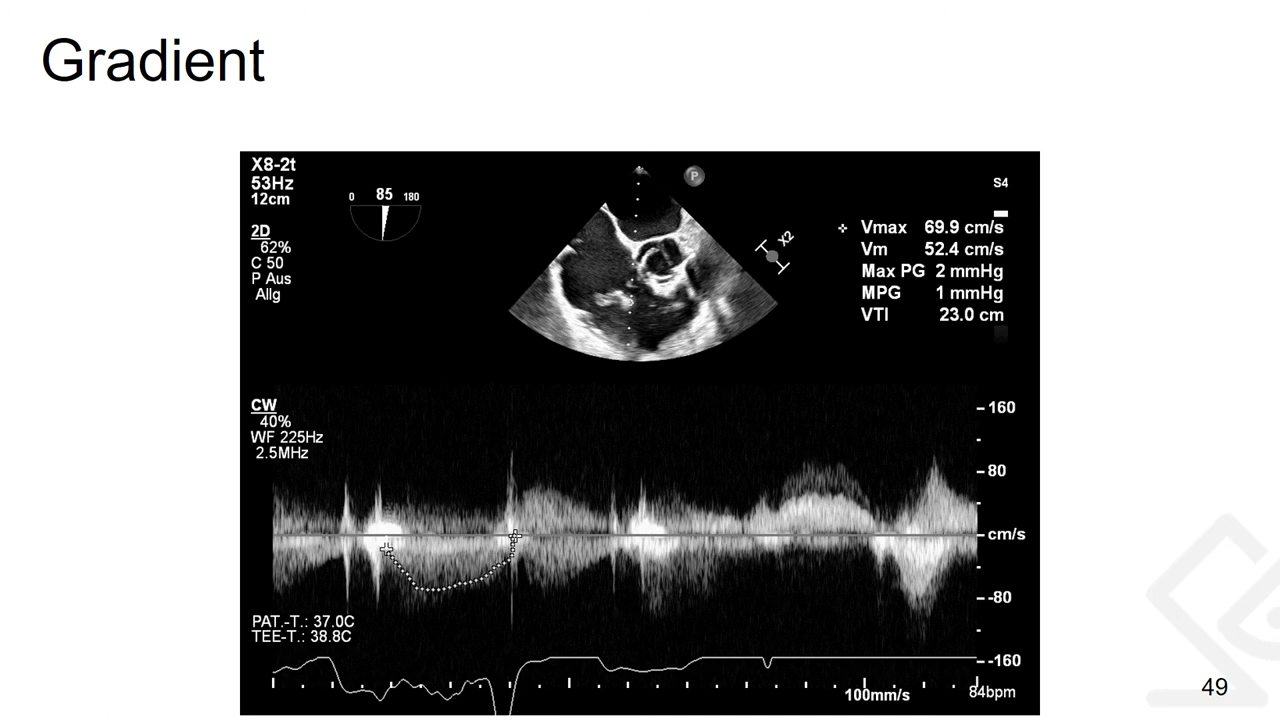 Gradient
X8-2t
53Hz
12cm
0 85 180
P
S4
2D
62%
C 50
P Aus
Allg
X2
Vmax 69.9 cm/s
Vm 52.4 cm/s
Max PG 2 mmHg
MPG 1 mmHg
VTI 23.0 cm
CW
40%
WF 225Hz
2.5MHz
160
80
cm/s
-80
-160
PAT.-T.: 37.0C
TEE-T.: 38.8C
100mm/s
84bpm
49